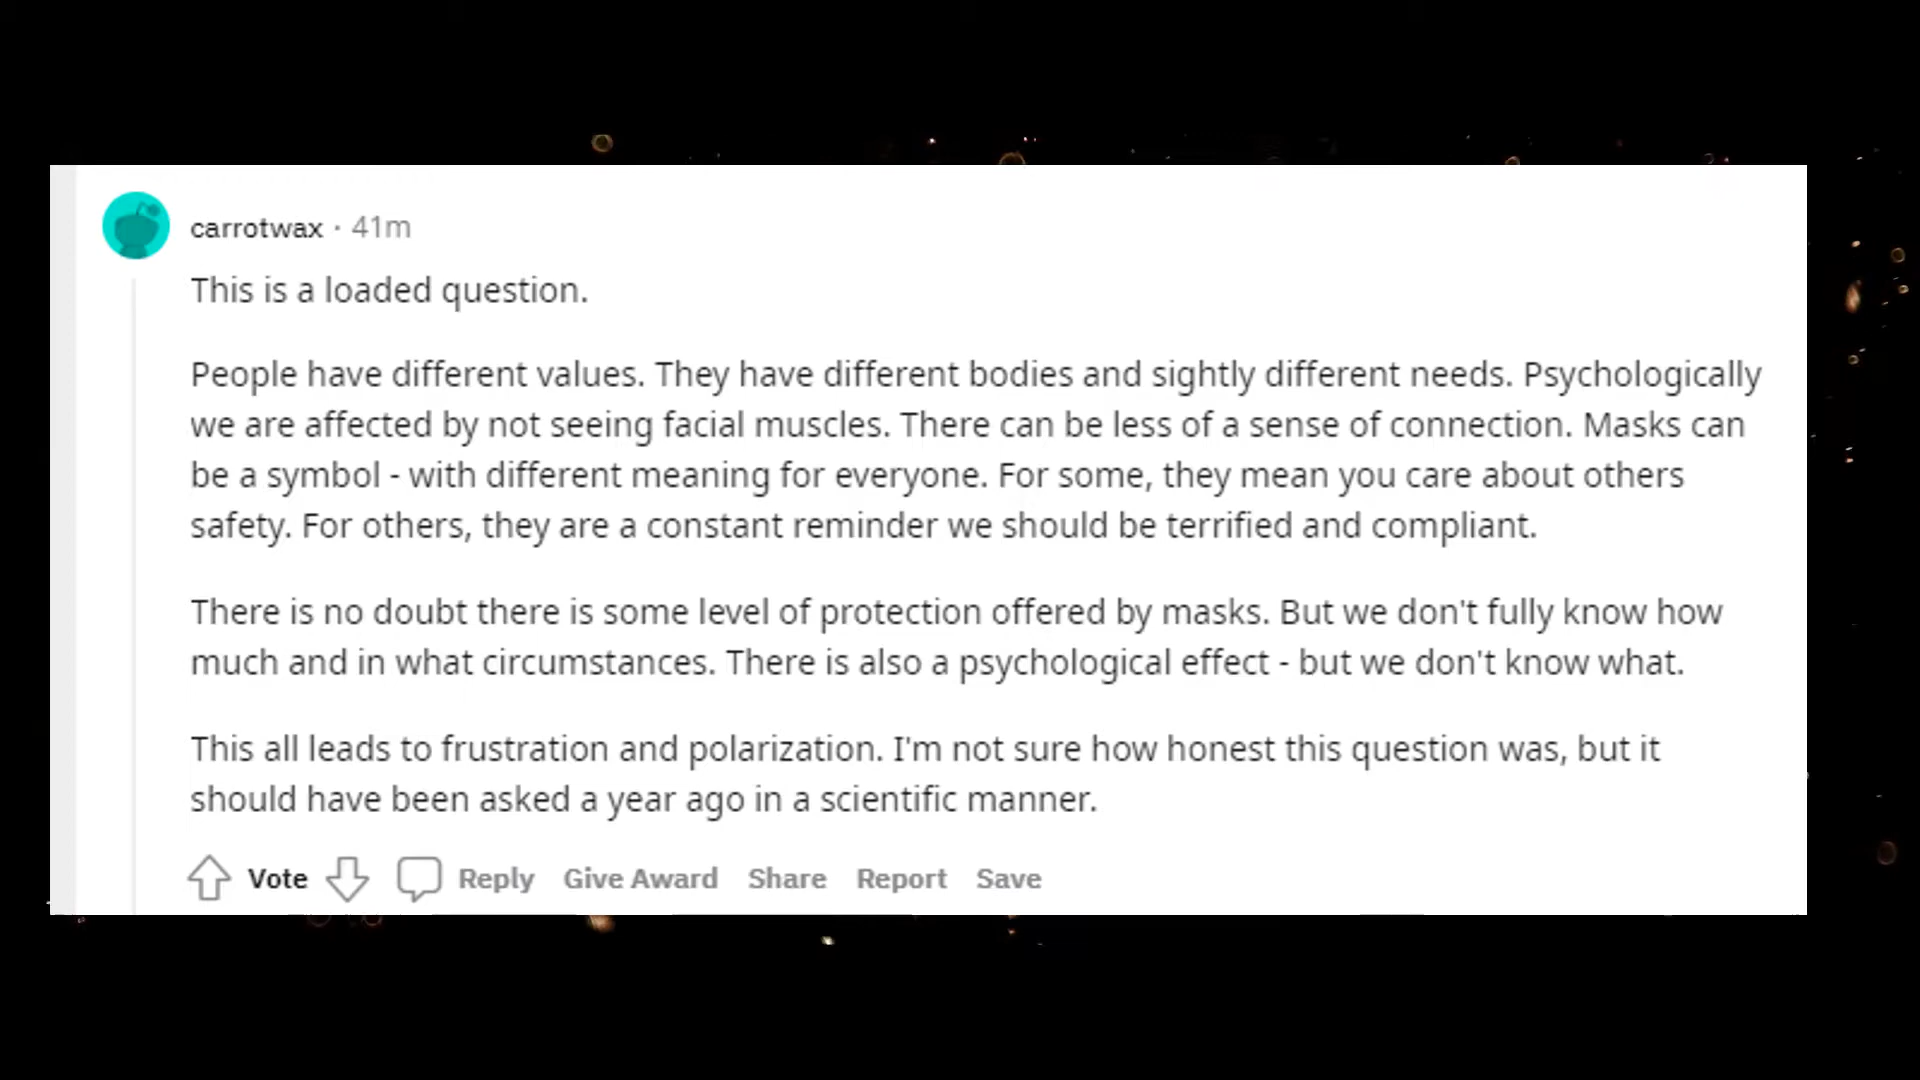 carrotwax · 41m
This is a loaded question.
People have different values. They have different bodies and sightly different needs. Psychologically
we are affected by not seeing facial muscles. There can be less of a sense of connection. Masks can
be a symbol - with different meaning for everyone. For some, they mean you care about others
safety. For others, they are a constant reminder we should be terrified and compliant.
There is no doubt there is some level of protection offered by masks. But we don't fully know how
much and in what circumstances. There is also a psychological effect - but we don't know what.
This all leads to frustration and polarization. I'm not sure how honest this question was, but it
should have been asked a year ago in a scientific manner.
Vote Reply Give Award Share Report Save